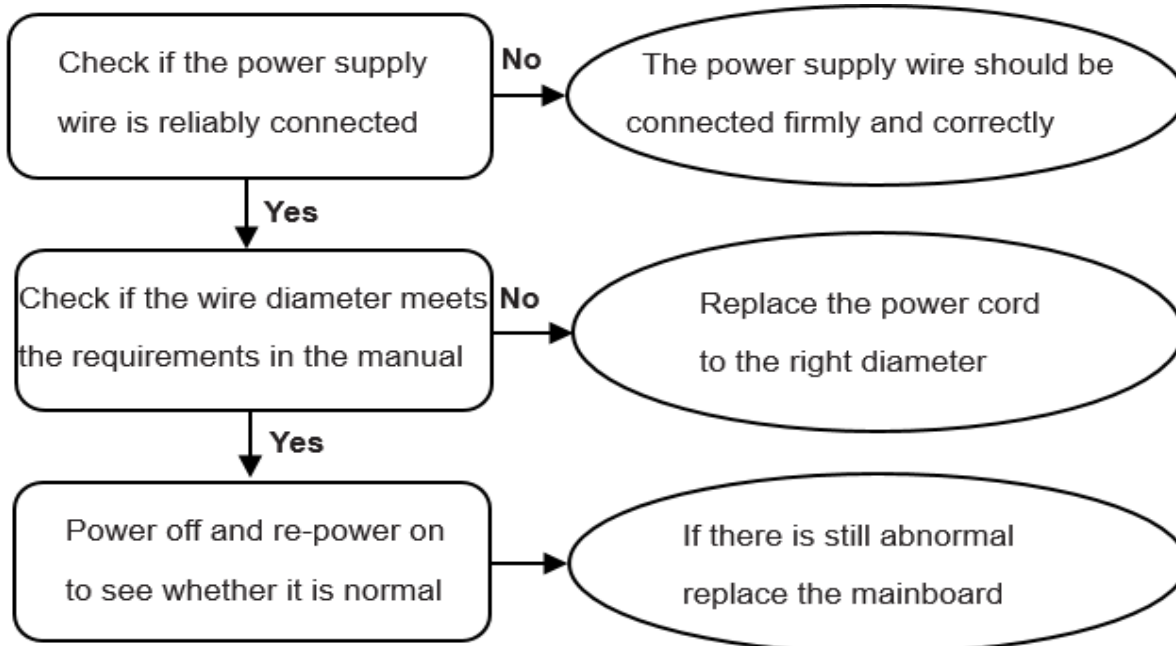 Check if the power supply
wire is reliably connected
No
The power supply wire should be
connected firmly and correctly
Yes
Check if the wire diameter meets
the requirements in the manual
No
Replace the power cord
to the right diameter
Yes
Power off and re-power on
to see whether it is normal
If there is still abnormal
replace the mainboard